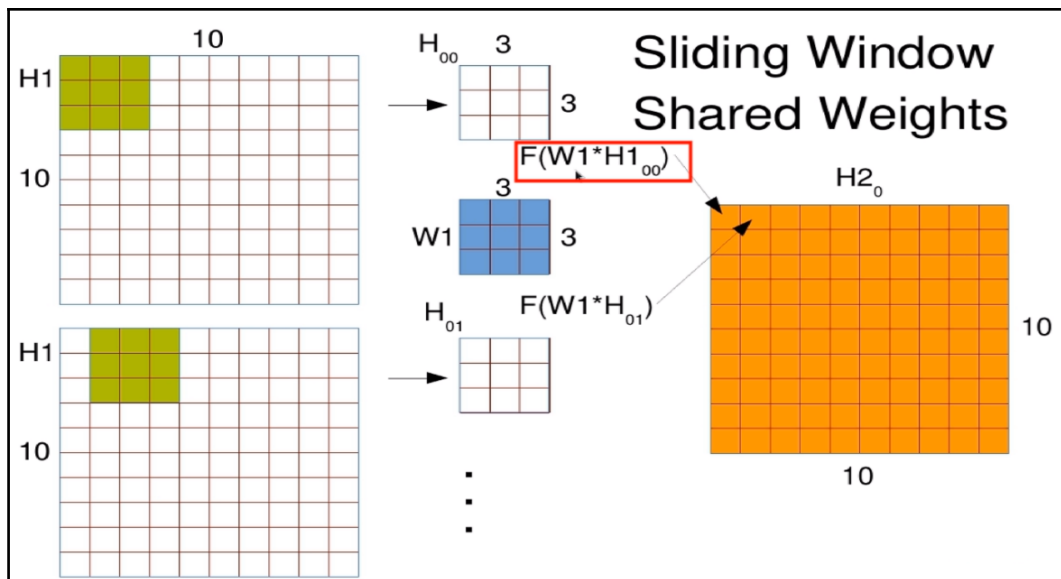 10
H₀₀
3
Sliding Window
H1
3
Shared Weights
10
F(W1*H1₀₀)
H2₀
3
W1
3
F(W1*H₀₁)
H₀₁
H1
10
10
10